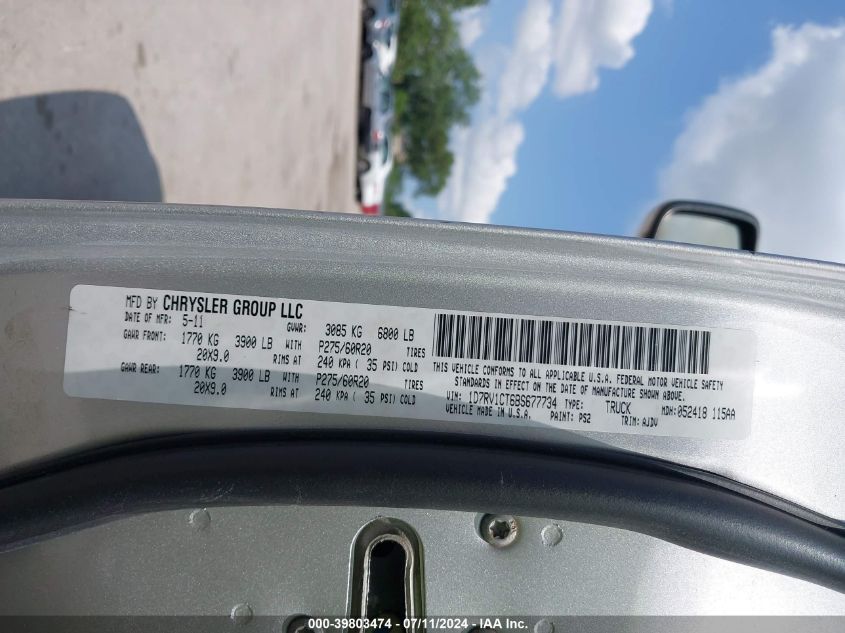 MFD BY CHRYSLER GROUP LLC
DATE OF MFR: 5-11 GVWR: 3085 KG 6800 LB
GAWR FRONT: 1770 KG 3900 LB WITH P275/60R20 TIRES
20X9.0 RIMS AT 240 KPA ( 35 PSI) COLD
GAWR REAR: 1770 KG 3900 LB WITH P275/60R20 TIRES
20X9.0 RIMS AT 240 KPA ( 35 PSI) COLD
THIS VEHICLE CONFORMS TO ALL APPLICABLE U.S.A. FEDERAL MOTOR VEHICLE SAFETY
STANDARDS IN EFFECT ON THE DATE OF MANUFACTURE SHOWN ABOVE.
VIN: 1D7RV1CT6BS677734 TYPE: TRUCK MDH: 052418 115AA
VEHICLE MADE IN U.S.A. PAINT: PS2 TRIM: AJDV
000-39803474 - 07/11/2024 - IAA Inc.